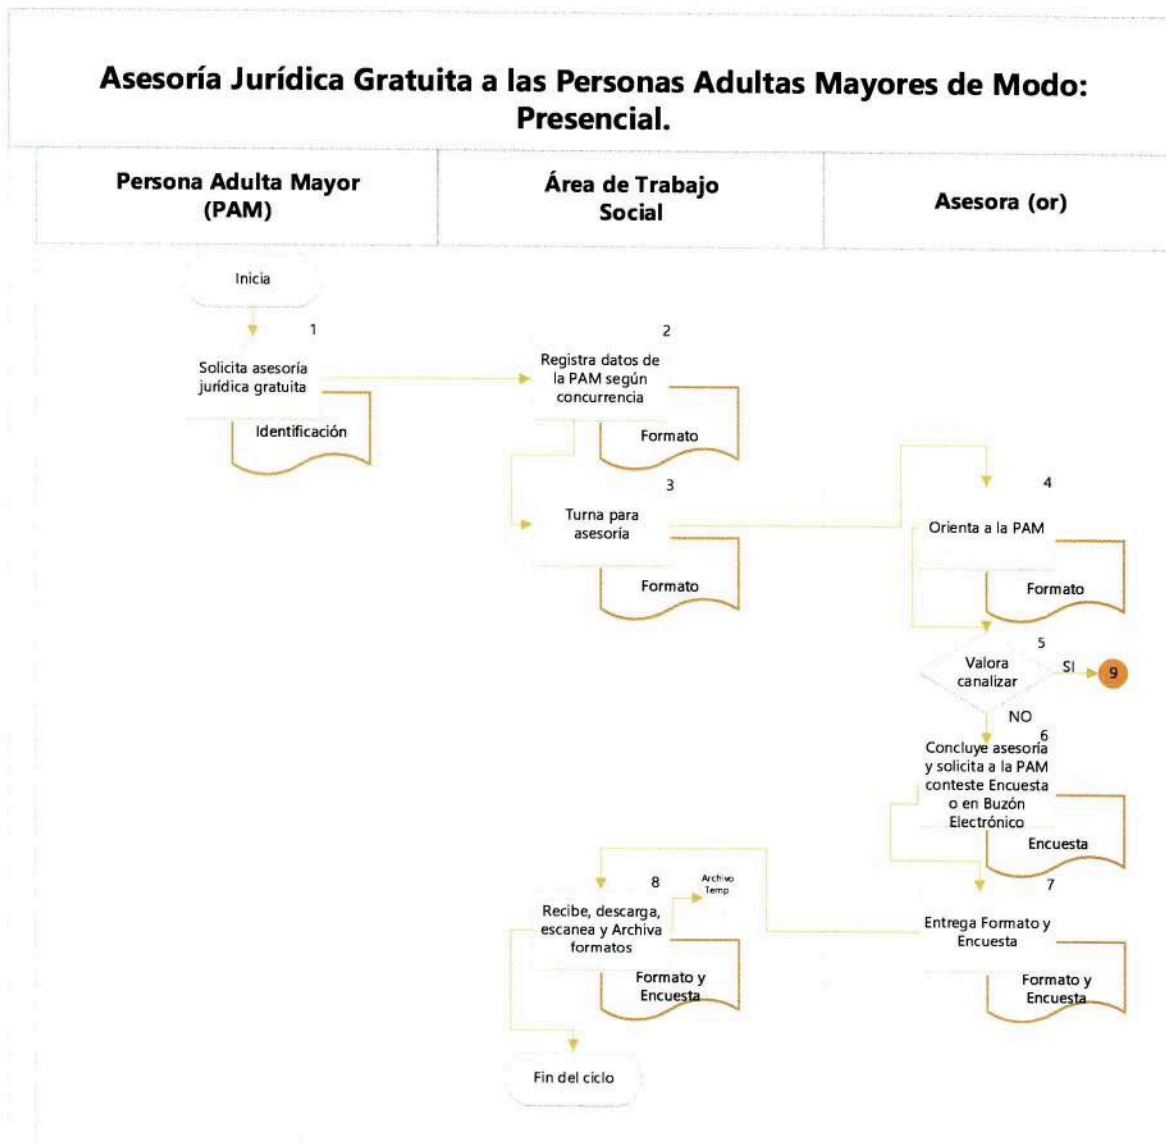 Asesoría Jurídica Gratuita a las Personas Adultas Mayores de Modo:
Presencial.
Persona Adulta Mayor
(PAM)
Área de Trabajo
Social
Asesora (or)
Inicia
1
Solicita asesoría
jurídica gratuita
Identificación
2
Registra datos de
la PAM según
concurrencia
Formato
3
Turna para
asesoría
Formato
4
Orienta a la PAM
Formato
5
Valora
canalizar
SI
9
NO
6
Concluye asesoría
y solicita a la PAM
conteste Encuesta
o en Buzón
Electrónico
Encuesta
7
Entrega Formato y
Encuesta
Formato y
Encuesta
8
Archivo
Temp
Recibe, descarga,
escanea y Archiva
formatos
Formato y
Encuesta
Fin del ciclo